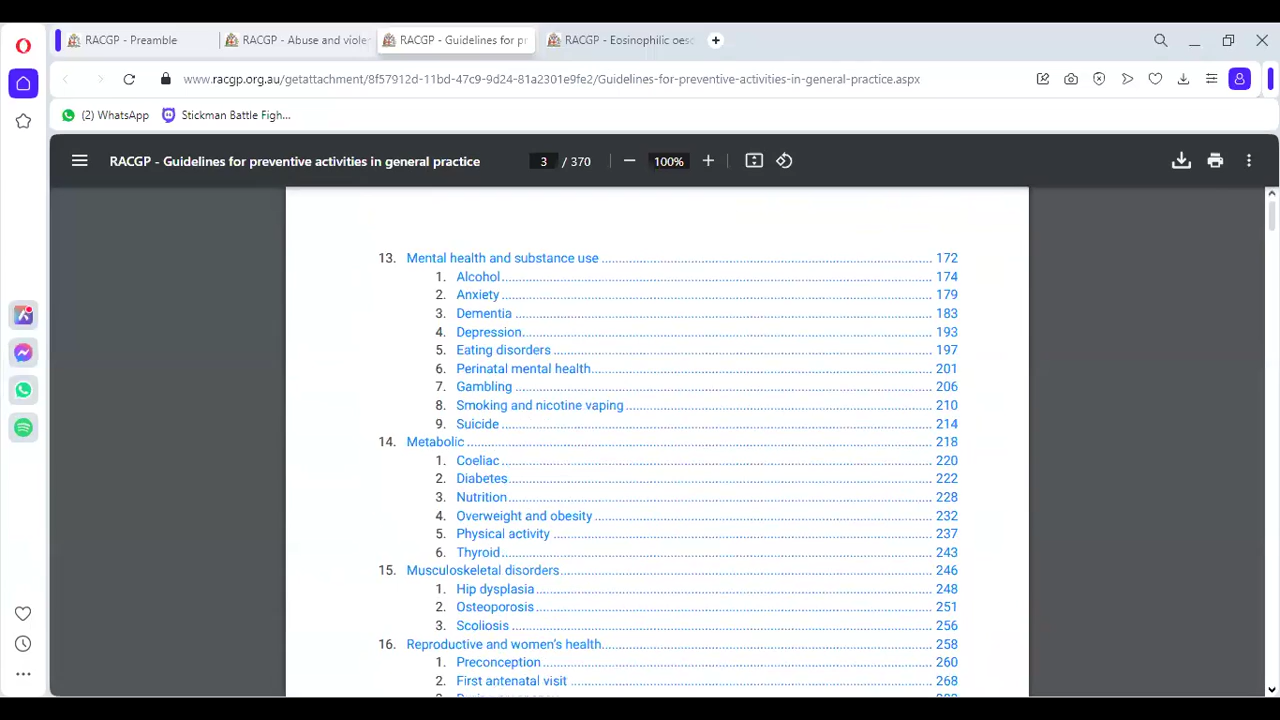 RACGP - Preamble
RACGP - Abuse and viole
RACGP - Guidelines for pr
RACGP - Eosinophilic oeso
www.racgp.org.au/getattachment/8f57912d-11bd-47c9-9d24-81a2301e9fe2/Guidelines-for-preventive-activities-in-general-practice.aspx
(2) WhatsApp
Stickman Battle Figh...
RACGP - Guidelines for preventive activities in general practice
3 / 370
100%
13. Mental health and substance use 172
1. Alcohol 174
2. Anxiety 179
3. Dementia 183
4. Depression 193
5. Eating disorders 197
6. Perinatal mental health 201
7. Gambling 206
8. Smoking and nicotine vaping 210
9. Suicide 214
14. Metabolic 218
1. Coeliac 220
2. Diabetes 222
3. Nutrition 228
4. Overweight and obesity 232
5. Physical activity 237
6. Thyroid 243
15. Musculoskeletal disorders 246
1. Hip dysplasia 248
2. Osteoporosis 251
3. Scoliosis 256
16. Reproductive and women's health 258
1. Preconception 260
2. First antenatal visit 268